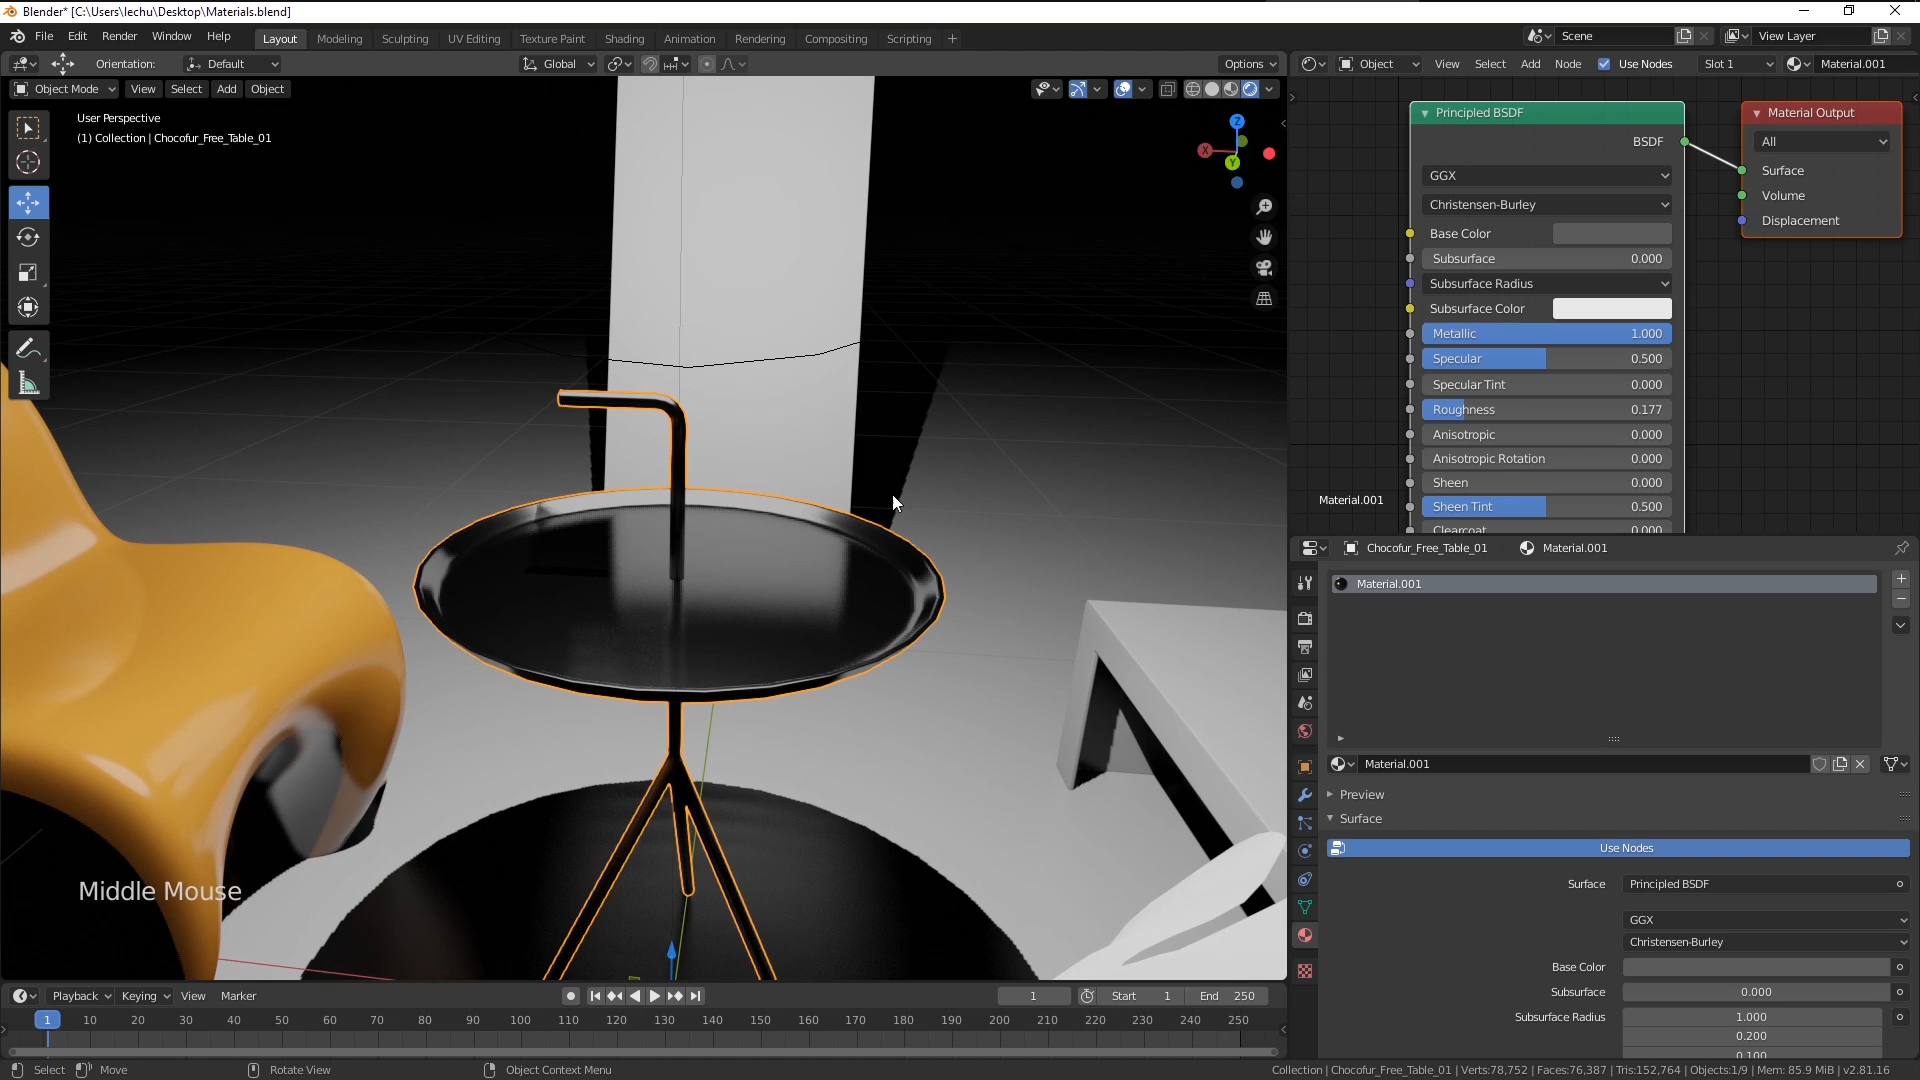 Blender* [C:\Users\lechu\Desktop\Materials.blend]
File Edit Render Window Help Layout Modeling Sculpting UV Editing Texture Paint Shading Animation Rendering Compositing Scripting + Scene View Layer
Orientation: Default Global Options Object View Select Add Node Use Nodes Slot 1 Material.001
Object Mode View Select Add Object
User Perspective
(1) Collection | Chocofur_Free_Table_01
Z
X
Y
Principled BSDF
BSDF
GGX
Christensen-Burley
Base Color
Subsurface 0.000
Subsurface Radius
Subsurface Color
Metallic 1.000
Specular 0.500
Specular Tint 0.000
Roughness 0.177
Anisotropic 0.000
Anisotropic Rotation 0.000
Sheen 0.000
Sheen Tint 0.500
Clearcoat 0.000
Material Output
All
Surface
Volume
Displacement
Material.001
Chocofur_Free_Table_01 Material.001
Material.001
Material.001
Preview
Surface
Use Nodes
Surface Principled BSDF
GGX
Christensen-Burley
Base Color
Subsurface 0.000
Subsurface Radius 1.000
0.200
0.100
Middle Mouse
Playback Keying View Marker 1 Start 1 End 250
1 10 20 30 40 50 60 70 80 90 100 110 120 130 140 150 160 170 180 190 200 210 220 230 240 250
Select Move Rotate View Object Context Menu Collection | Chocofur_Free_Table_01 | Verts:78,752 | Faces:76,387 | Tris:152,764 | Objects:1/9 | Mem: 85.9 MiB | v2.81.16